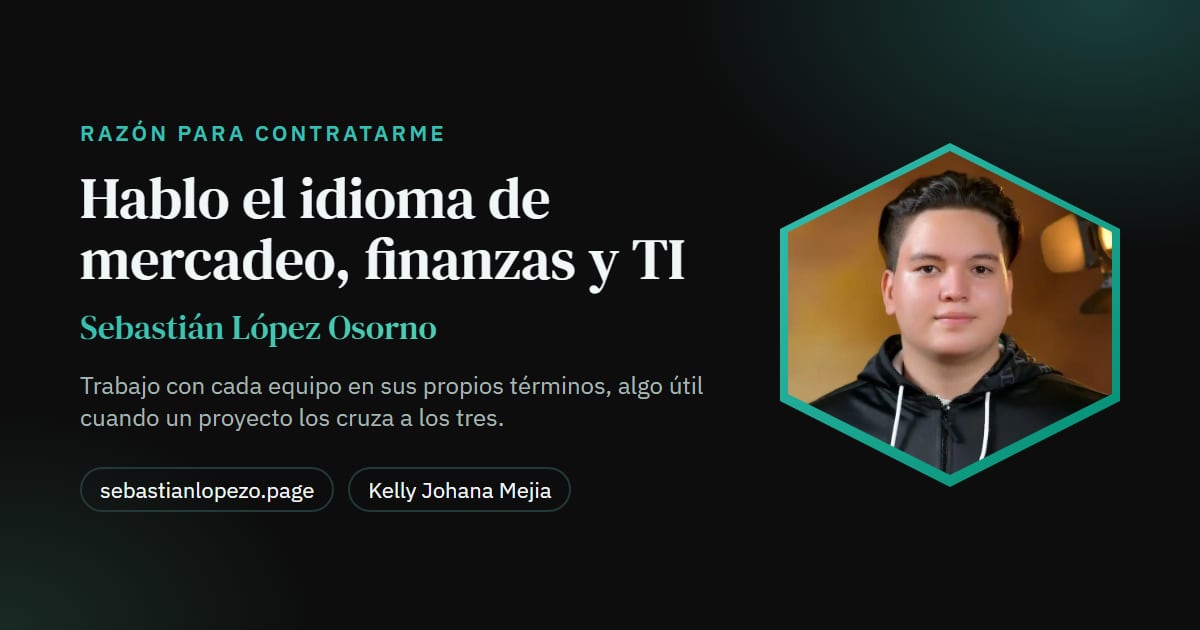 RAZÓN PARA CONTRATARME
Hablo el idioma de
mercadeo, finanzas y TI
Sebastián López Osorno
Trabajo con cada equipo en sus propios términos, algo útil
cuando un proyecto los cruza a los tres.
sebastianlopezo.page
Kelly Johana Mejia